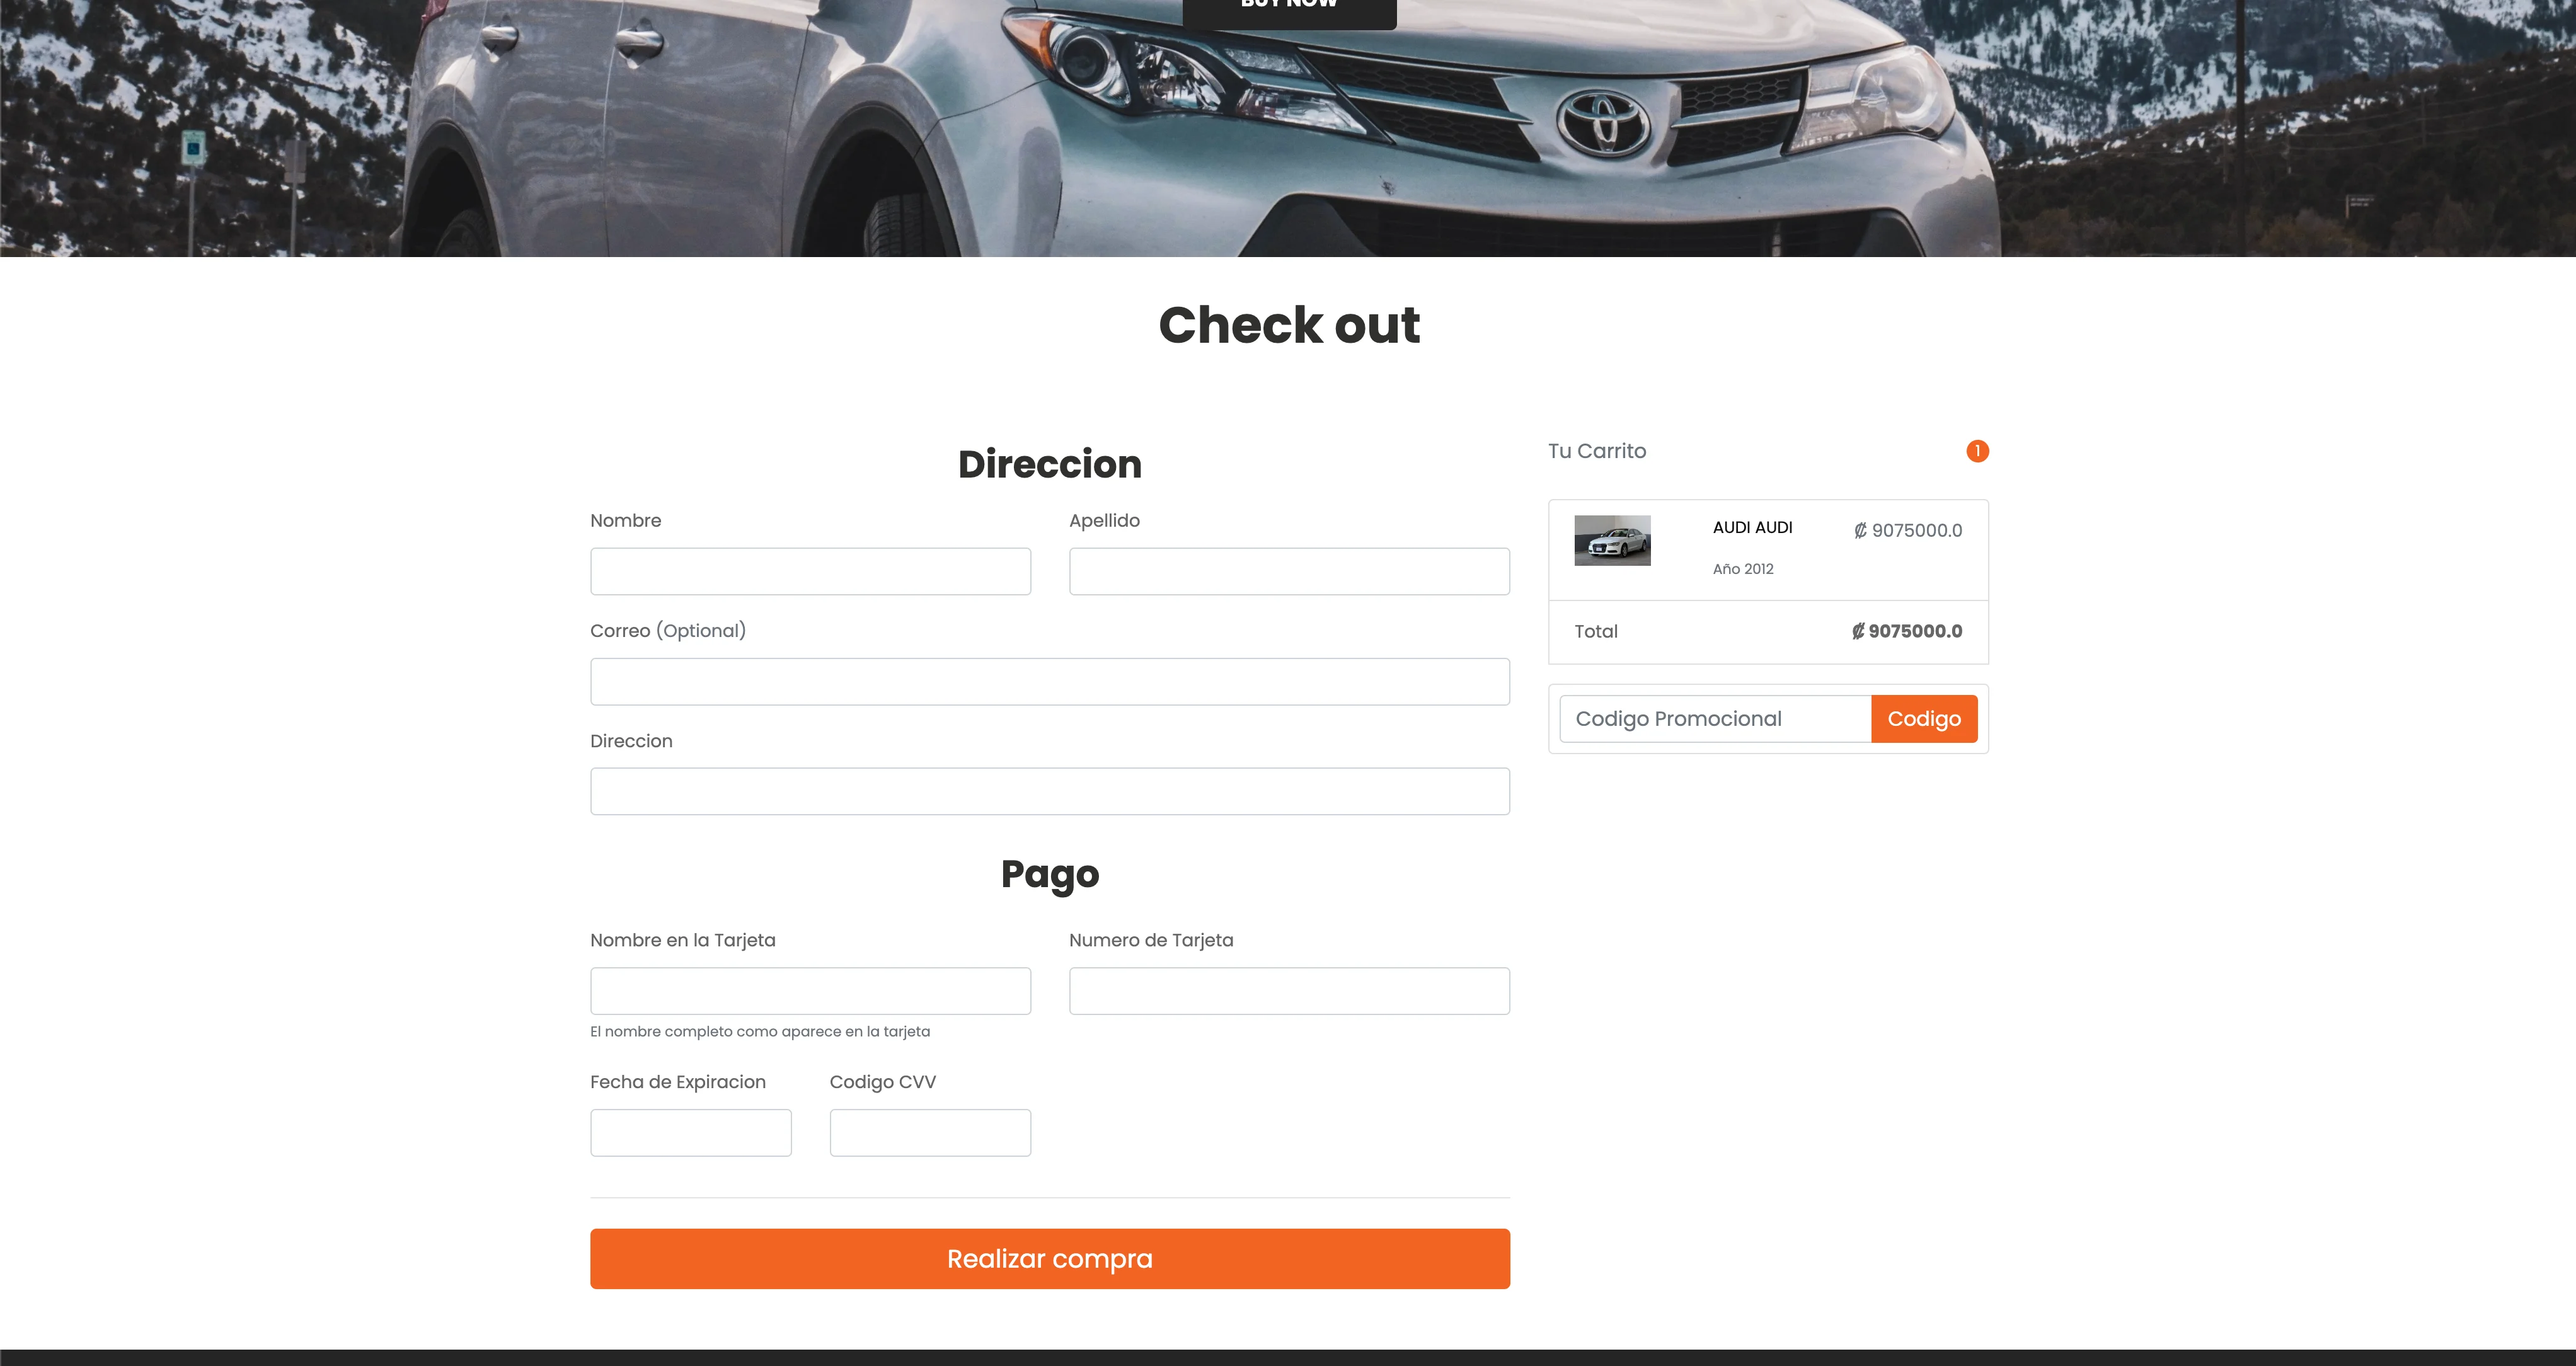 BUY NOW
Check out
Direccion
Nombre
Apellido
Correo (Optional)
Direccion
Pago
Nombre en la Tarjeta
Numero de Tarjeta
El nombre completo como aparece en la tarjeta
Fecha de Expiracion
Codigo CVV
Realizar compra
Tu Carrito
1
AUDI AUDI
₡ 9075000.0
Año 2012
Total
₡ 9075000.0
Codigo Promocional
Codigo